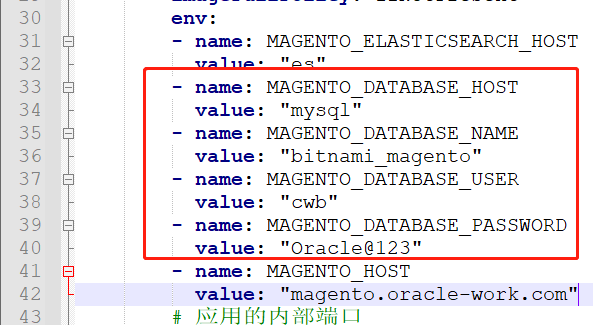 30 env:
31 - name: MAGENTO_ELASTICSEARCH_HOST
32 value: "es"
33 - name: MAGENTO_DATABASE_HOST
34 value: "mysql"
35 - name: MAGENTO_DATABASE_NAME
36 value: "bitnami_magento"
37 - name: MAGENTO_DATABASE_USER
38 value: "cwb"
39 - name: MAGENTO_DATABASE_PASSWORD
40 value: "Oracle@123"
41 - name: MAGENTO_HOST
42 value: "magento.oracle-work.com"
43 # 应用的内部端口